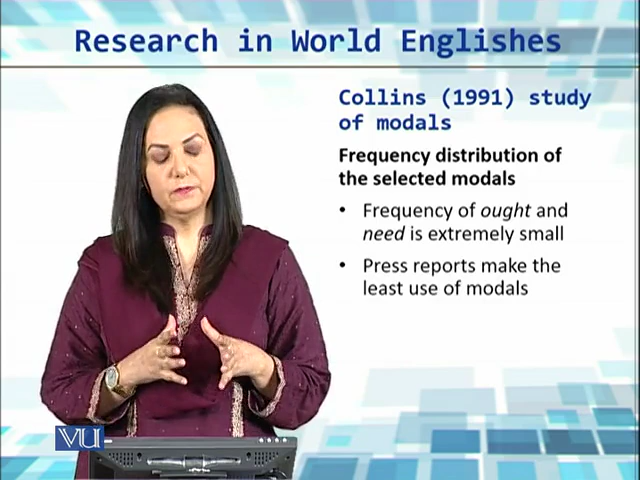 Research in World Englishes
Collins (1991) study
of modals
Frequency distribution of
the selected modals
• Frequency of ought and
need is extremely small
• Press reports make the
least use of modals
VU